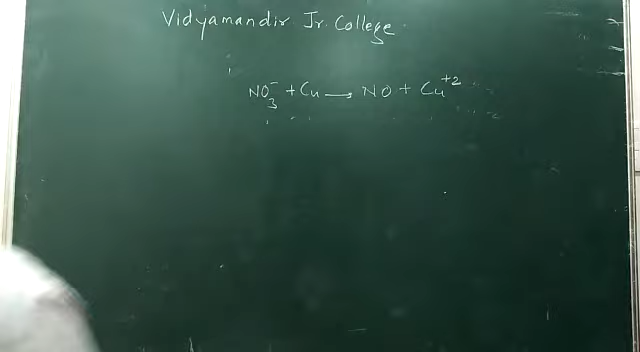 Vidyamandir Jr. College
NO₃⁻ + Cu → NO + Cu⁺²